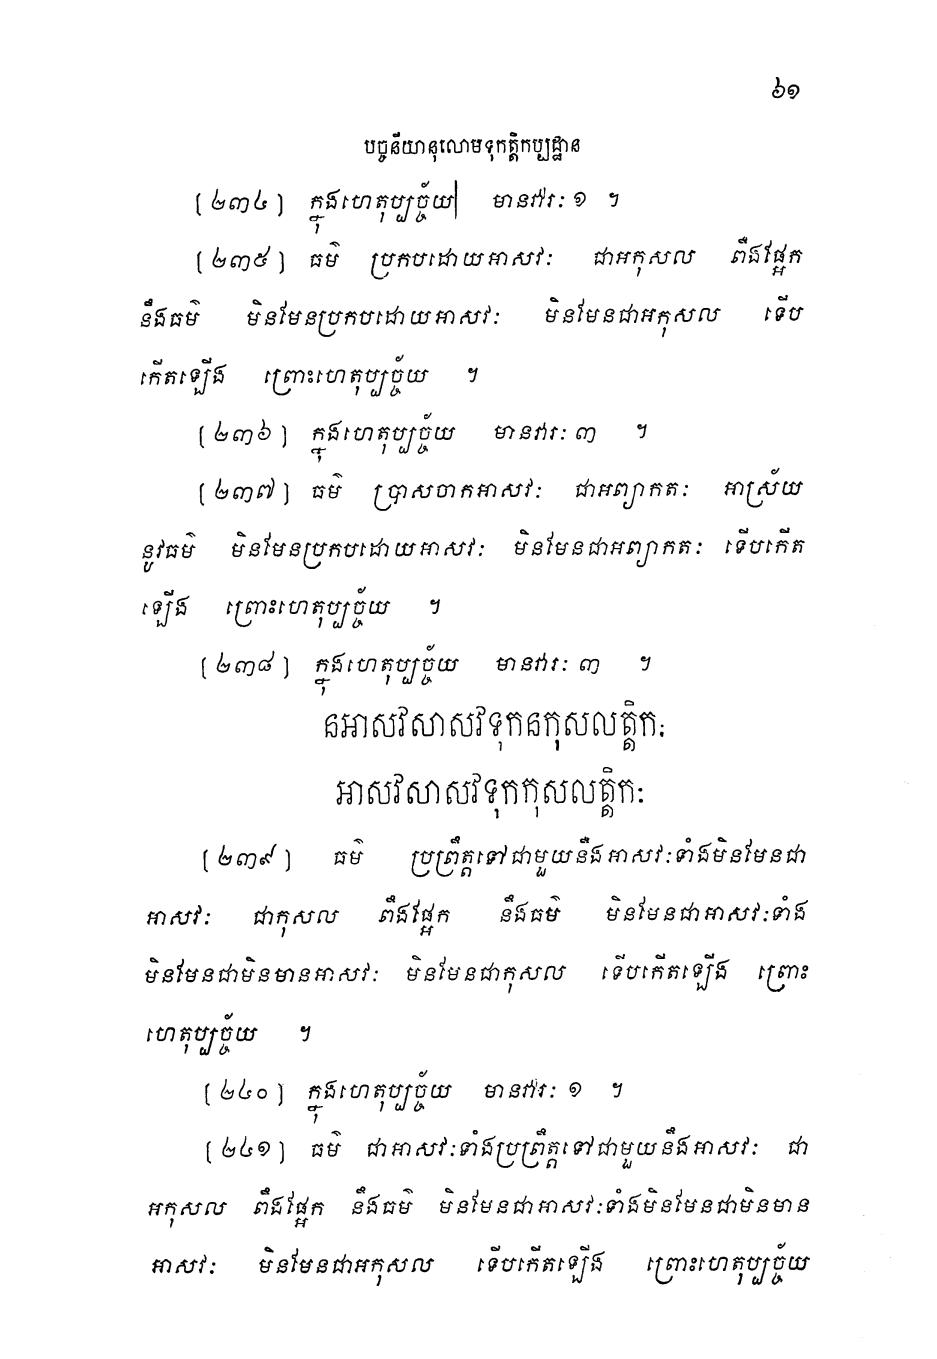 ៦១
បច្ចនីយានុលោមទុកត្តិកប្បដ្ឋាន
[២៣៤] ក្នុងហេតុប្បច្ច័យ មានវារៈ ១ ។
[២៣៥] ធម៌ ប្រកបដោយអាសវៈ ជាអកុសល ពឹងផ្អែក
នឹងធម៌ មិនមែនប្រកបដោយអាសវៈ មិនមែនជាអកុសល ទើប
កើតឡើង ព្រោះហេតុប្បច្ច័យ ។
[២៣៦] ក្នុងហេតុប្បច្ច័យ មានវារៈ ៣ ។
[២៣៧] ធម៌ ប្រាសចាកអាសវៈ ជាអព្យាកតៈ អាស្រ័យ
នូវធម៌ មិនមែនប្រកបដោយអាសវៈ មិនមែនជាអព្យាកតៈ ទើបកើត
ឡើង ព្រោះហេតុប្បច្ច័យ ។
[២៣៨] ក្នុងហេតុប្បច្ច័យ មានវារៈ ៣ ។
នអាសវសាសវទុកនកុសលត្តិកៈ
អាសវសាសវទុកកុសលត្តិកៈ
[២៣៩] ធម៌ ប្រព្រឹត្តទៅជាមួយនឹងអាសវៈទាំងមិនមែនជា
អាសវៈ ជាកុសល ពឹងផ្អែក នឹងធម៌ មិនមែនជាអាសវៈទាំង
មិនមែនជាមិនមានអាសវៈ មិនមែនជាកុសល ទើបកើតឡើង ព្រោះ
ហេតុប្បច្ច័យ ។
[២៤០] ក្នុងហេតុប្បច្ច័យ មានវារៈ ១ ។
[២៤១] ធម៌ ជាអាសវៈទាំងប្រព្រឹត្តទៅជាមួយនឹងអាសវៈ ជា
អកុសល ពឹងផ្អែក នឹងធម៌ មិនមែនជាអាសវៈទាំងមិនមែនជាមិនមាន
អាសវៈ មិនមែនជាអកុសល ទើបកើតឡើង ព្រោះហេតុប្បច្ច័យ